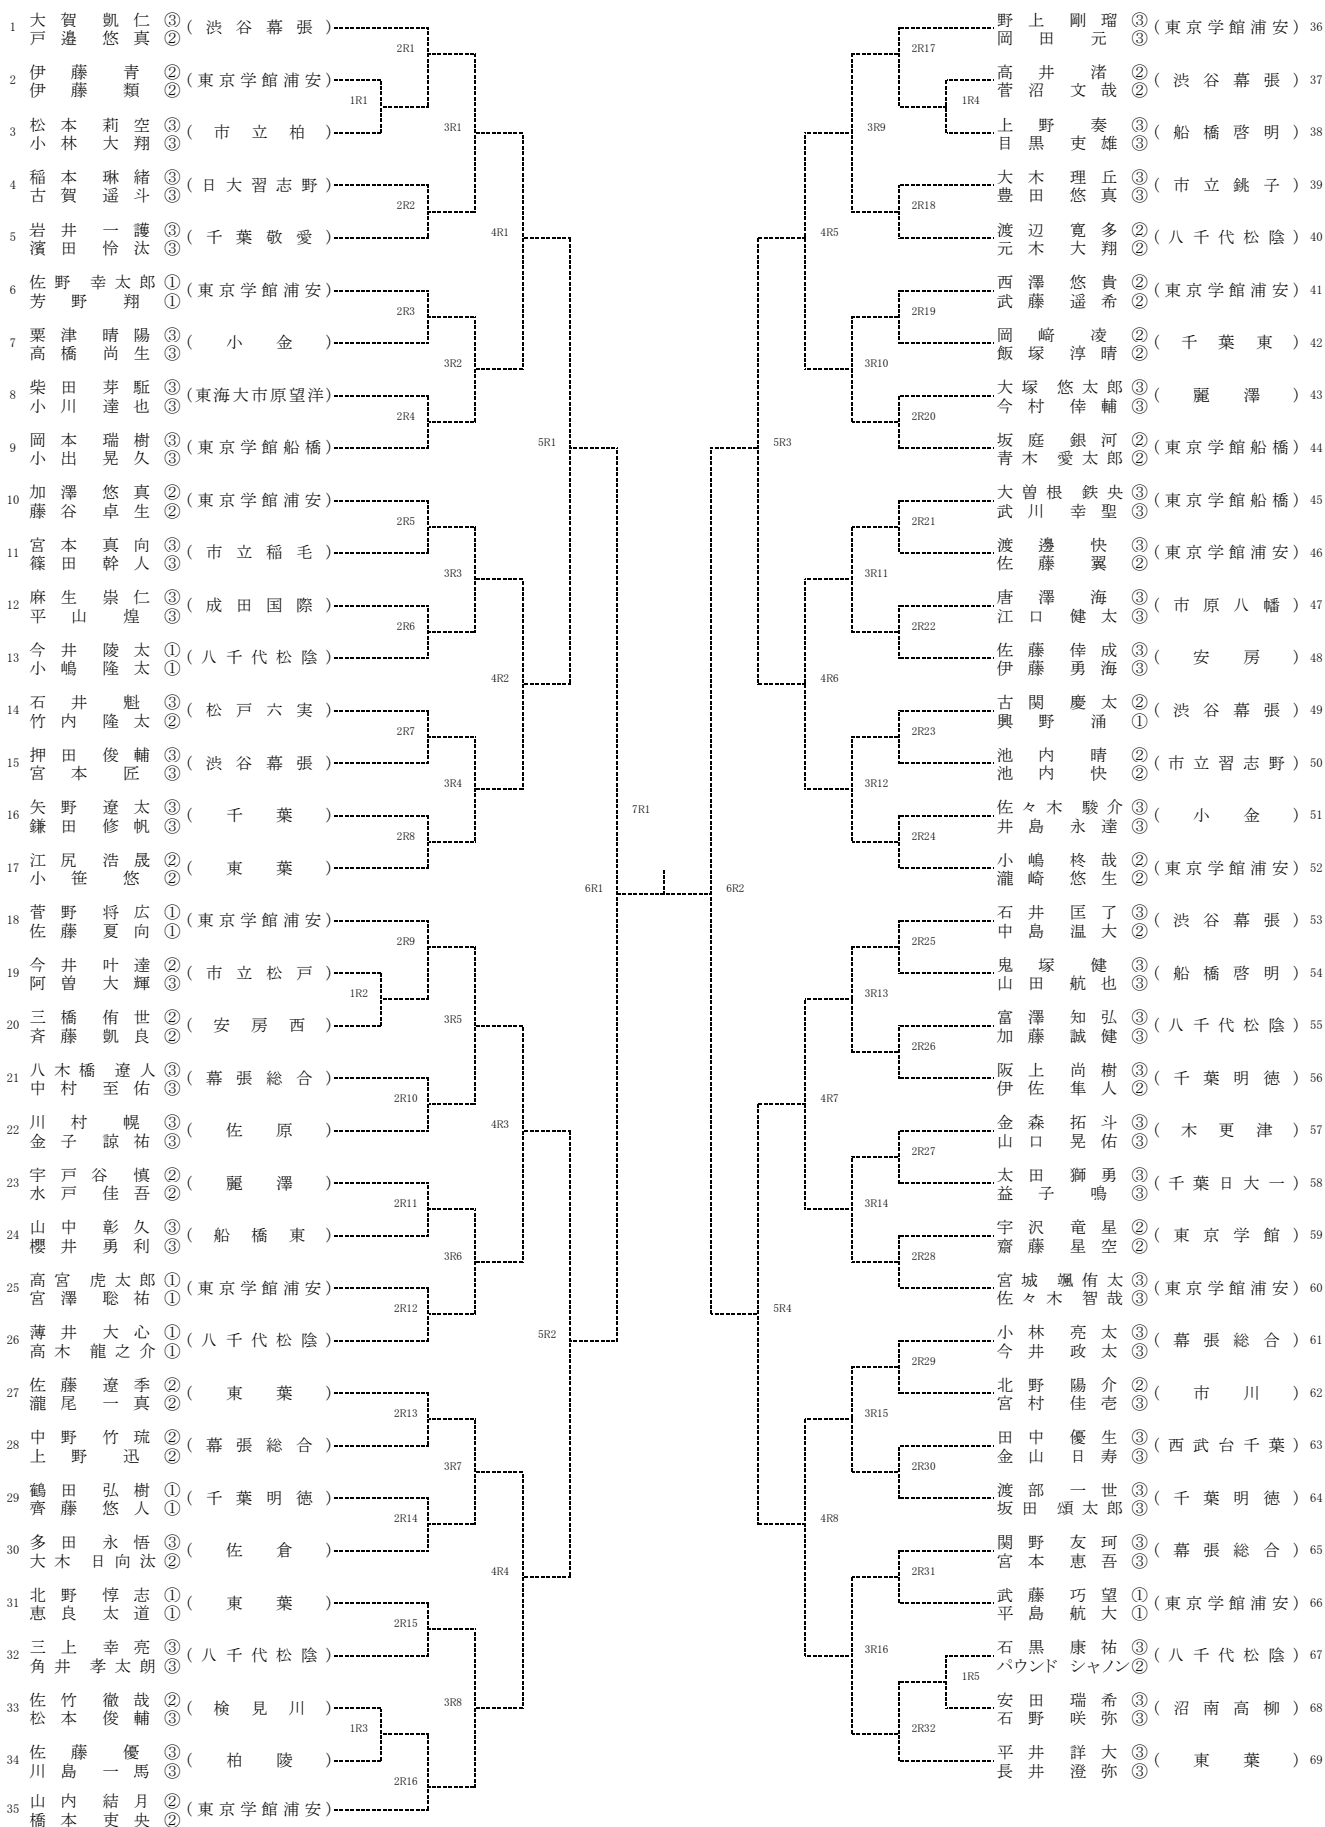 1 大賀 凱仁 ③ (渋谷幕張)
戸邉 悠真 ②
2R1
2 伊藤 青 ② (東京学館浦安)
伊藤 類 ②
1R1
3 松本 莉空 ③ (市立柏)
小林 大翔 ③
3R1
4 稲本 琳緒 ③ (日大習志野)
古賀 遥斗 ③
2R2
5 岩井 一護 ③ (千葉敬愛)
濱田 怜汰 ③
4R1
6 佐野 幸太郎 ① (東京学館浦安)
芳野 翔 ①
2R3
7 粟津 晴陽 ③ (小金)
高橋 尚生 ③
3R2
8 柴田 芽駈 ③ (東海大市原望洋)
小川 達也 ③
2R4
9 岡本 瑞樹 ③ (東京学館船橋)
小出 晃久 ③
5R1
10 加澤 悠真 ② (東京学館浦安)
藤谷 卓生 ②
2R5
11 宮本 真向 ③ (市立稲毛)
篠田 幹人 ③
3R3
12 麻生 崇仁 ③ (成田国際)
平山 煌 ③
2R6
13 今井 陵太 ① (八千代松陰)
小嶋 隆太 ①
4R2
14 石井 魁 ③ (松戸六実)
竹内 隆太 ②
2R7
15 押田 俊輔 ③ (渋谷幕張)
宮本 匠 ③
3R4
16 矢野 遼太 ③ (千葉)
鎌田 修帆 ③
2R8
17 江尻 浩晟 ② (東葉)
小笹 悠 ②
7R1
6R1
18 菅野 将広 ① (東京学館浦安)
佐藤 夏向 ①
2R9
19 今井 叶達 ② (市立松戸)
阿曽 大輝 ③
1R2
20 三橋 侑世 ② (安房西)
斉藤 凱良 ②
3R5
21 八木橋 遼人 ③ (幕張総合)
中村 至佑 ③
2R10
22 川村 幌 ③ (佐原)
金子 諒祐 ③
4R3
23 宇戸谷 慎 ② (麗澤)
水戸 佳吾 ②
2R11
24 山中 彰久 ③ (船橋東)
櫻井 勇利 ③
3R6
25 高宮 虎太郎 ① (東京学館浦安)
宮澤 聡祐 ①
2R12
26 薄井 大心 ① (八千代松陰)
高木 龍之介 ①
5R2
27 佐藤 遼季 ② (東葉)
瀧尾 一真 ②
2R13
28 中野 竹琉 ② (幕張総合)
上野 迅 ②
3R7
29 鶴田 弘樹 ① (千葉明徳)
齊藤 悠人 ①
2R14
30 多田 永悟 ③ (佐倉)
大木 日向汰 ②
4R4
31 北野 惇志 ① (東葉)
恵良 太道 ①
2R15
32 三上 幸亮 ③ (八千代松陰)
角井 孝太朗 ③
3R8
33 佐竹 徹哉 ② (検見川)
松本 俊輔 ③
1R3
34 佐藤 優 ③ (柏陵)
川島 一馬 ③
2R16
35 山内 結月 ② (東京学館浦安)
橋本 吏央 ②
野上 剛瑠 ③ (東京学館浦安) 36
岡田 元 ③
2R17
高井 渚 ② (渋谷幕張) 37
菅沼 文哉 ②
1R4
上野 奏 ③ (船橋啓明) 38
目黒 吏雄 ③
3R9
大木 理丘 ③ (市立銚子) 39
豊田 悠真 ③
2R18
渡辺 寛多 ② (八千代松陰) 40
元木 大翔 ②
4R5
西澤 悠貴 ② (東京学館浦安) 41
武藤 遥希 ②
2R19
岡﨑 凌 ② (千葉東) 42
飯塚 淳晴 ②
3R10
大塚 悠太郎 ③ (麗澤) 43
今村 倖輔 ③
2R20
坂庭 銀河 ② (東京学館船橋) 44
青木 愛太郎 ②
5R3
大曽根 鉄央 ③ (東京学館船橋) 45
武川 幸聖 ③
2R21
渡邊 快 ③ (東京学館浦安) 46
佐藤 翼 ②
3R11
唐澤 海 ③ (市原八幡) 47
江口 健太 ③
2R22
佐藤 倖成 ③ (安房) 48
伊藤 勇海 ③
4R6
古関 慶太 ② (渋谷幕張) 49
興野 涌 ①
2R23
池内 晴 ② (市立習志野) 50
池内 快 ②
3R12
佐々木 駿介 ③ (小金) 51
井島 永達 ③
2R24
小嶋 柊哉 ② (東京学館浦安) 52
瀧崎 悠生 ②
6R2
石井 匡了 ③ (渋谷幕張) 53
中島 温大 ②
2R25
鬼塚 健 ③ (船橋啓明) 54
山田 航也 ③
3R13
富澤 知弘 ③ (八千代松陰) 55
加藤 誠健 ③
2R26
阪上 尚樹 ③ (千葉明徳) 56
伊佐 隼人 ②
4R7
金森 拓斗 ③ (木更津) 57
山口 晃佑 ③
2R27
太田 獅勇 ③ (千葉日大一) 58
益子 鳴 ③
3R14
宇沢 竜星 ② (東京学館) 59
齋藤 星空 ②
2R28
宮城 颯侑太 ③ (東京学館浦安) 60
佐々木 智哉 ③
5R4
小林 亮太 ③ (幕張総合) 61
今井 政太 ③
2R29
北野 陽介 ② (市川) 62
宮村 佳壱 ③
3R15
田中 優生 ③ (西武台千葉) 63
金山 日寿 ③
2R30
渡部 一世 ③ (千葉明徳) 64
坂田 頌太郎 ③
4R8
関野 友珂 ③ (幕張総合) 65
宮本 恵吾 ③
2R31
武藤 巧望 ① (東京学館浦安) 66
平島 航大 ①
3R16
石黒 康祐 ③ (八千代松陰) 67
パウンド シャノン ②
1R5
安田 瑞希 ③ (沼南高柳) 68
石野 咲弥 ③
2R32
平井 詳大 ③ (東葉) 69
長井 澄弥 ③